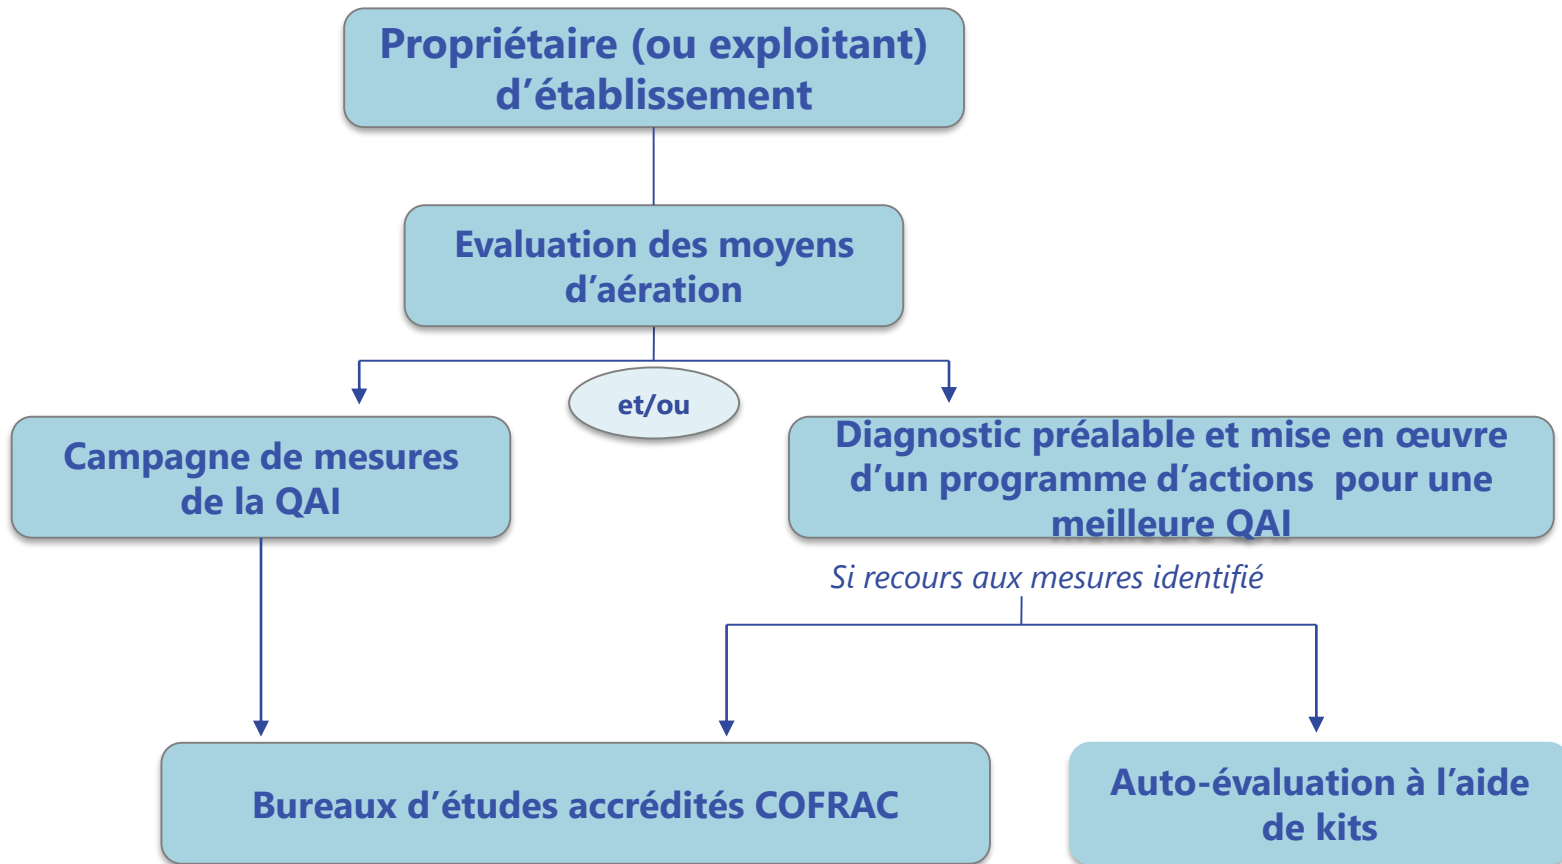 Propriétaire (ou exploitant)
d’établissement
Evaluation des moyens
d’aération
et/ou
Campagne de mesures
de la QAI
Diagnostic préalable et mise en œuvre
d’un programme d’actions  pour une
meilleure QAI
Si recours aux mesures identifié
Bureaux d’études accrédités COFRAC
Auto-évaluation à l’aide
de kits